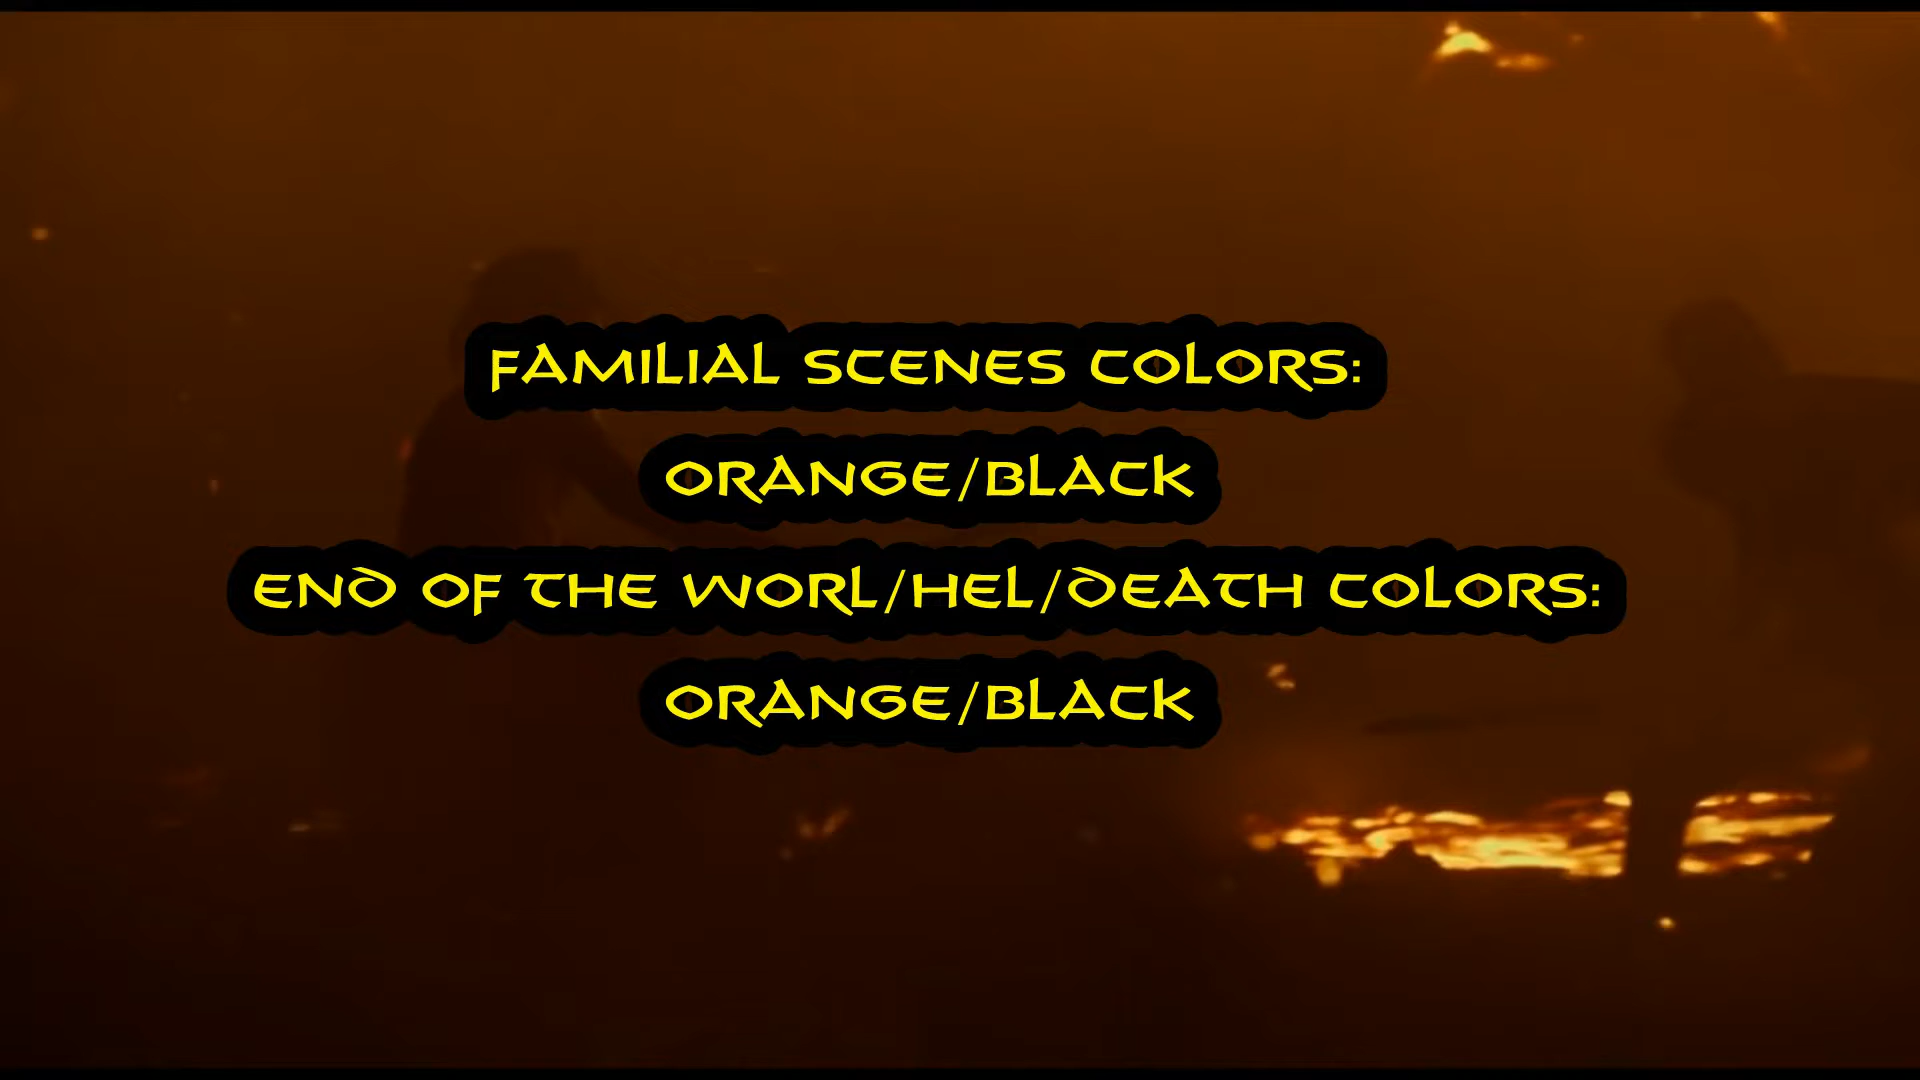 FAMILIAL SCENES COLORS:
ORANGE/BLACK
END OF THE WORL/HEL/DEATH COLORS:
ORANGE/BLACK